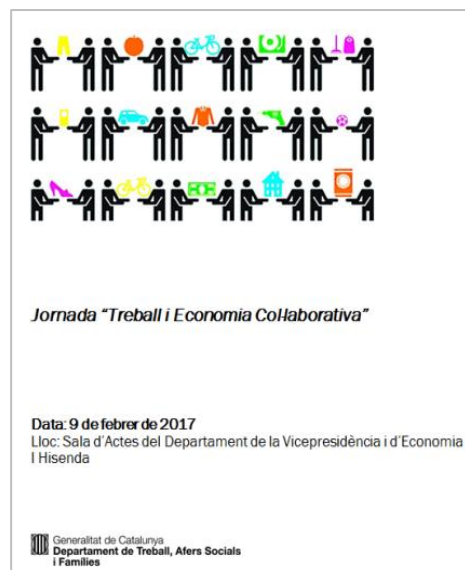 Jornada “Treball i Economia Col·laborativa”
Data: 9 de febrer de 2017
Lloc: Sala d'Actes del Departament de la Vicepresidència i d'Economia
I Hisenda
Generalitat de Catalunya
Departament de Treball, Afers Socials
i Famílies